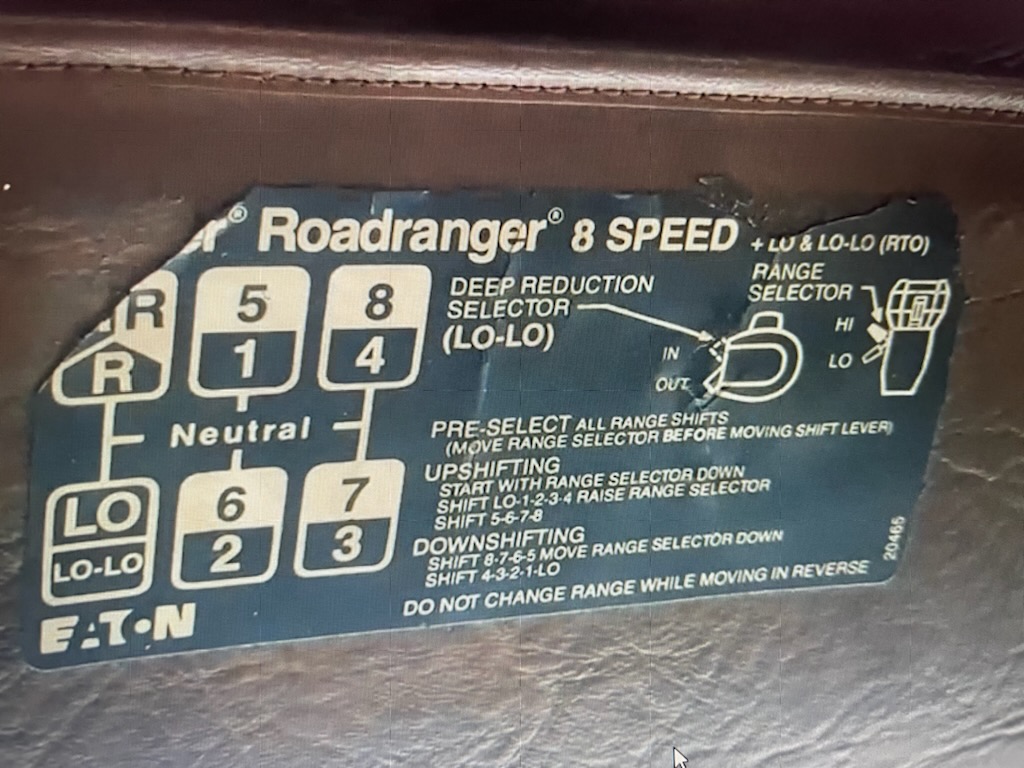 er® Roadranger® 8 SPEED + LO & LO-LO (RTO)
R 5 8
R 1 4
Neutral
LO 6 7
LO-LO 2 3
EATON
DEEP REDUCTION
SELECTOR
(LO-LO)
IN
OUT
RANGE
SELECTOR
HI
LO
PRE-SELECT ALL RANGE SHIFTS
(MOVE RANGE SELECTOR BEFORE MOVING SHIFT LEVER)
UPSHIFTING
START WITH RANGE SELECTOR DOWN
SHIFT LO-1-2-3-4 RAISE RANGE SELECTOR
SHIFT 5-6-7-8
DOWNSHIFTING
SHIFT 8-7-6-5 MOVE RANGE SELECTOR DOWN
SHIFT 4-3-2-1-LO
DO NOT CHANGE RANGE WHILE MOVING IN REVERSE
20465